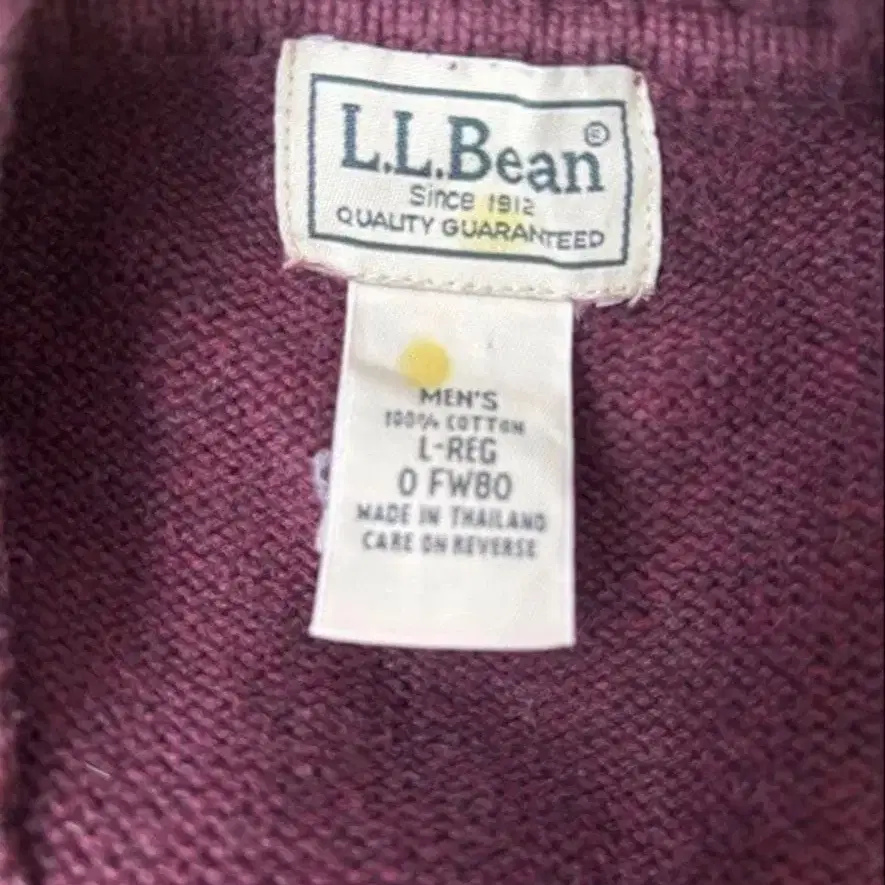 L.L.Bean®
Since 1912
QUALITY GUARANTEED
MEN'S
100% COTTON
L-REG
0 FW80
MADE IN THAILAND
CARE ON REVERSE